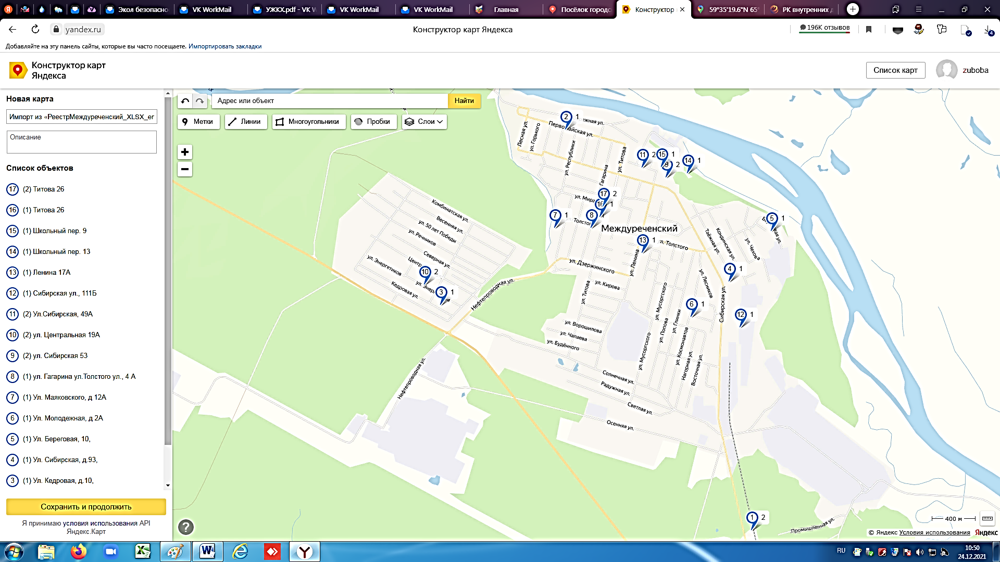 Экол безопасно
VK WorkMail
УЖКХ.pdf - VK W
VK WorkMail
VK WorkMail
Главная
Посёлок городс
Конструктор
59°35'19.6"N 65°
РК внутренних д
yandex.ru
Конструктор карт Яндекса
196K отзывов
4
Добавляйте на эту панель сайты, которые вы часто посещаете. Импортировать закладки
Конструктор карт
Яндекса
Список карт
zuboba
Новая карта
Импорт из «РеестрМеждуреченский_XLSX_er
Описание
Список объектов
17 (2) Титова 26
16 (1) Титова 26
15 (1) Школьный пер. 9
14 (1) Школьный пер. 13
13 (1) Ленина 17А
12 (1) Сибирская ул., 111Б
11 (2) Ул.Сибирская, 49А
10 (2) ул. Центральная 19А
9 (2) ул. Сибирская 53
8 (1) ул. Гагарина ул.Толстого ул., 4 А
7 (1) Ул. Маяковского, д 12А
6 (1) Ул. Молодежная, д 2А
5 (1) Ул. Береговая, 10,
4 (1) Ул. Сибирская, д.93,
3 (1) Ул. Кедровая, д.10,
Сохранить и продолжить
Я принимаю условия использования API
Яндекс.Карт
Адрес или объект
Найти
Метки
Линии
Многоугольники
Пробки
Слои
+
−
?
2 1
жная ул.
Лесная ул.
ул. Горького
ул. Республики
Гагарина
ул. Титова
11 2
15 1
9 2
14 1
ул. Мира
17 2
16 1
7 1
8
Толстог
Междуреченский
13 1
ул. Толстого
5 1
Таёжная ул.
Кондинская ул.
ул. Чехова
4 1
Комбинатская ул.
Весенняя ул.
ул. 50 лет Победы
ул. Речников
Северная ул.
Центр
ул. Энергетиков
10 2
ул. Энер
Кедровая ул.
3 1
Нефтепроводная ул.
ул. Дзержинского
ул. Ленина
ул. Кирова
ул. Титова
ул. Мусоргского
ул. Лесников
Сибирская ул.
6 1
12 1
ул. Ворошилова
ул. Чапаева
ул. Будённого
ул. Попова
ул. Глинки
ул. Космонавтов
ул. Мусоргского
Нагорная ул.
Восточная ул.
Нефтепроводная ул.
Солнечная ул.
Радужная ул.
Светлая ул.
Осенняя ул.
1 2
Промышленная ул.
400 м
© Яндекс Условия использования Яндекс
RU
10:50
24.12.2021